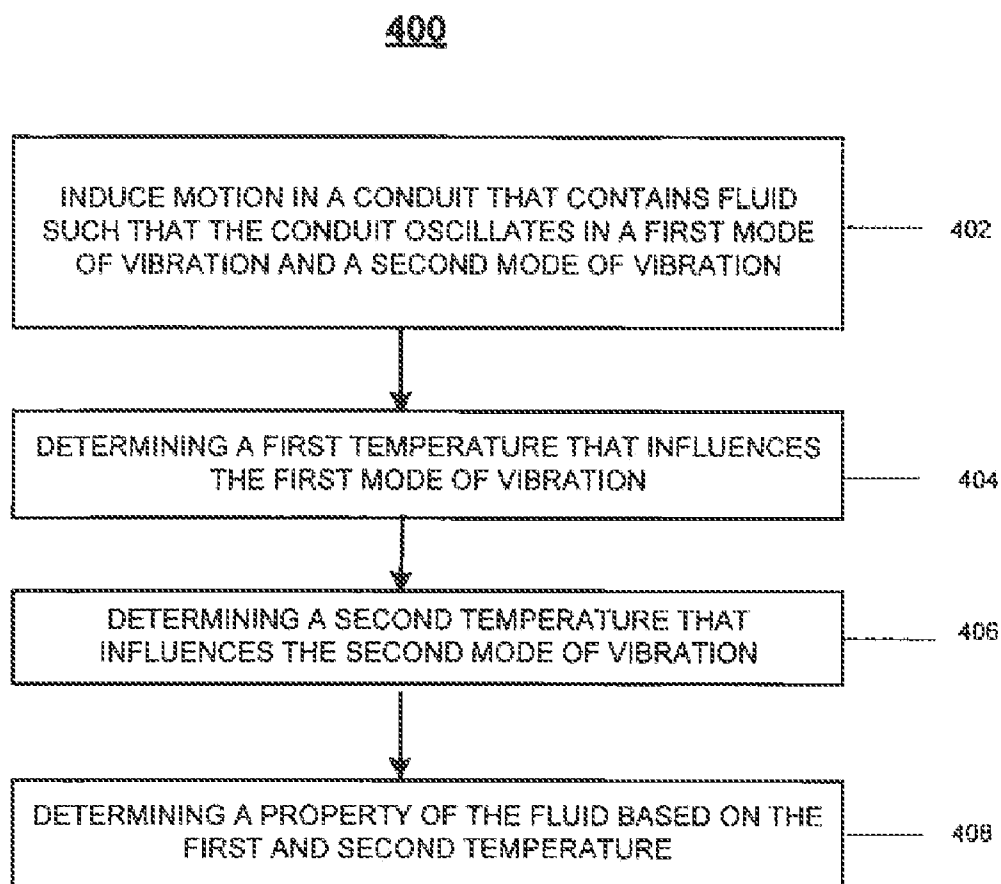 400
INDUCE MOTION IN A CONDUIT THAT CONTAINS FLUID
SUCH THAT THE CONDUIT OSCILLATES IN A FIRST MODE
OF VIBRATION AND A SECOND MODE OF VIBRATION
402
DETERMINING A FIRST TEMPERATURE THAT INFLUENCES
THE FIRST MODE OF VIBRATION
404
DETERMINING A SECOND TEMPERATURE THAT
INFLUENCES THE SECOND MODE OF VIBRATION
406
DETERMINING A PROPERTY OF THE FLUID BASED ON THE
FIRST AND SECOND TEMPERATURE
408